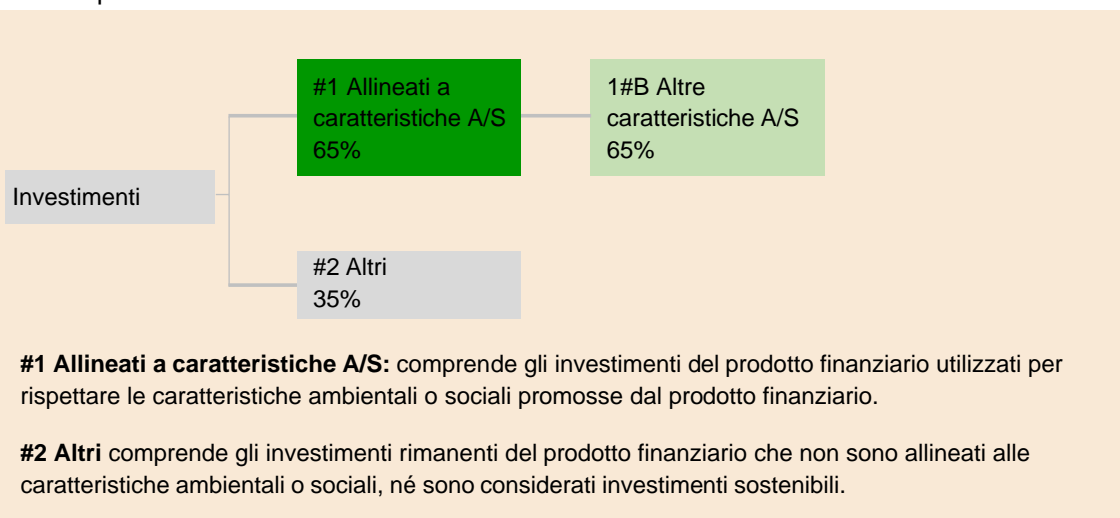 #1 Allineati a
caratteristiche A/S
65%
1#B Altre
caratteristiche A/S
65%
Investimenti
#2 Altri
35%
#1 Allineati a caratteristiche A/S: comprende gli investimenti del prodotto finanziario utilizzati per
rispettare le caratteristiche ambientali o sociali promosse dal prodotto finanziario.
#2 Altri comprende gli investimenti rimanenti del prodotto finanziario che non sono allineati alle
caratteristiche ambientali o sociali, né sono considerati investimenti sostenibili.